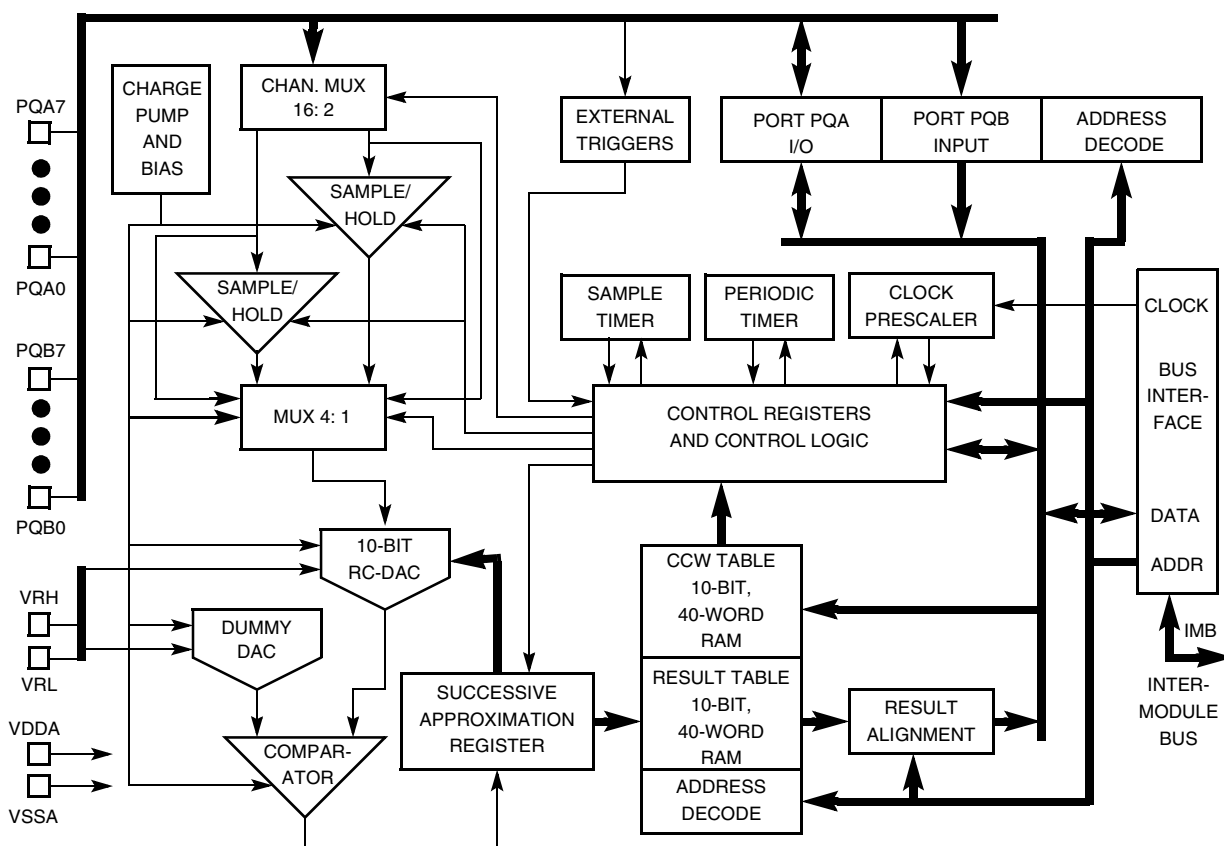 CHARGE
PUMP
AND
BIAS
CHAN. MUX
16: 2
EXTERNAL
TRIGGERS
PORT PQA
I/O
PORT PQB
INPUT
ADDRESS
DECODE
PQA7
PQA0
PQB7
PQB0
SAMPLE/
HOLD
SAMPLE/
HOLD
SAMPLE
TIMER
PERIODIC
TIMER
CLOCK
PRESCALER
CLOCK
BUS
INTER-
FACE
DATA
ADDR
MUX 4: 1
CONTROL REGISTERS
AND CONTROL LOGIC
10-BIT
RC-DAC
CCW TABLE
10-BIT,
40-WORD
RAM
VRH
VRL
DUMMY
DAC
IMB
INTER-
MODULE
BUS
SUCCESSIVE
APPROXIMATION
REGISTER
RESULT TABLE
10-BIT,
40-WORD
RAM
RESULT
ALIGNMENT
VDDA
VSSA
COMPAR-
ATOR
ADDRESS
DECODE